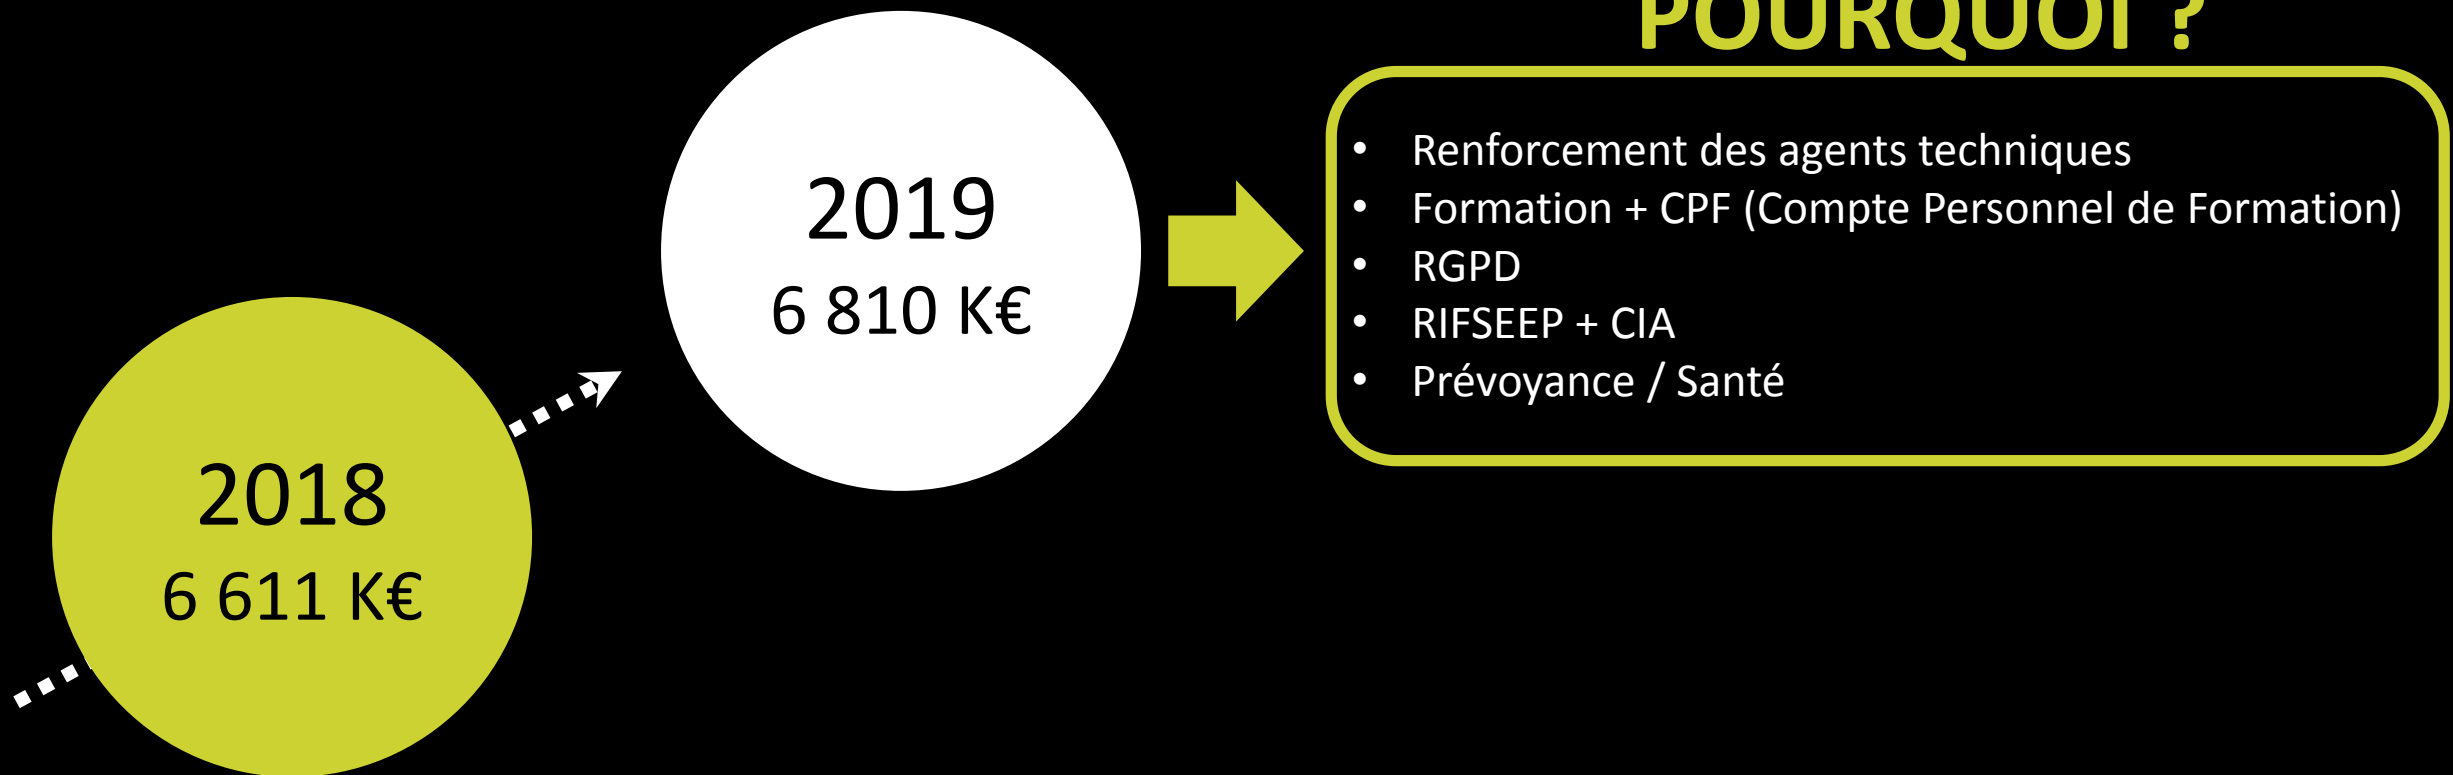 POURQUOI ?
2019
6 810 K€
• Renforcement des agents techniques
• Formation + CPF (Compte Personnel de Formation)
• RGPD
• RIFSEEP + CIA
• Prévoyance / Santé
2018
6 611 K€